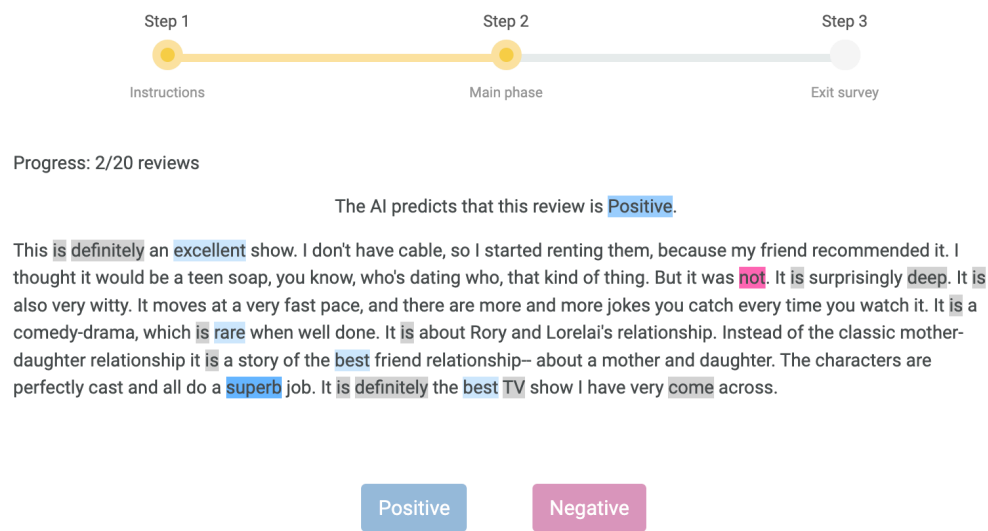 Step 1 Step 2 Step 3
Instructions Main phase Exit survey
Progress: 2/20 reviews
The AI predicts that this review is Positive.
This is definitely an excellent show. I don't have cable, so I started renting them, because my friend recommended it. I
thought it would be a teen soap, you know, who's dating who, that kind of thing. But it was not. It is surprisingly deep. It is
also very witty. It moves at a very fast pace, and there are more and more jokes you catch every time you watch it. It is a
comedy-drama, which is rare when well done. It is about Rory and Lorelai's relationship. Instead of the classic mother-
daughter relationship it is a story of the best friend relationship-- about a mother and daughter. The characters are
perfectly cast and all do a superb job. It is definitely the best TV show I have very come across.
Positive Negative